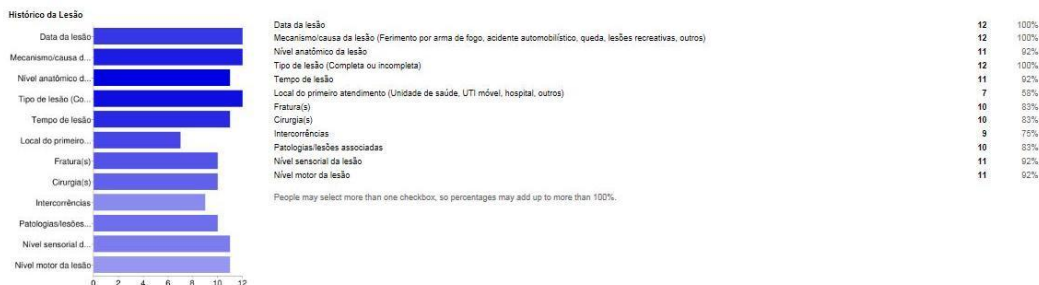 Histórico da Lesão
Data da lesão
Mecanismo/causa d...
Nível anatômico d...
Tipo de lesão (Co...
Tempo de lesão
Local do primeiro...
Fratura(s)
Cirurgia(s)
Intercorrências
Patologias/lesões...
Nível sensorial d...
Nível motor da lesão
0 2 4 6 8 10 12
Data da lesão 12 100%
Mecanismo/causa da lesão (Ferimento por arma de fogo, acidente automobilístico, queda, lesões recreativas, outros) 12 100%
Nível anatômico da lesão 11 92%
Tipo de lesão (Completa ou incompleta) 12 100%
Tempo de lesão 11 92%
Local do primeiro atendimento (Unidade de saúde, UTI móvel, hospital, outros) 7 58%
Fratura(s) 10 83%
Cirurgia(s) 10 83%
Intercorrências 9 75%
Patologias/lesões associadas 10 83%
Nível sensorial da lesão 11 92%
Nível motor da lesão 11 92%
People may select more than one checkbox, so percentages may add up to more than 100%.